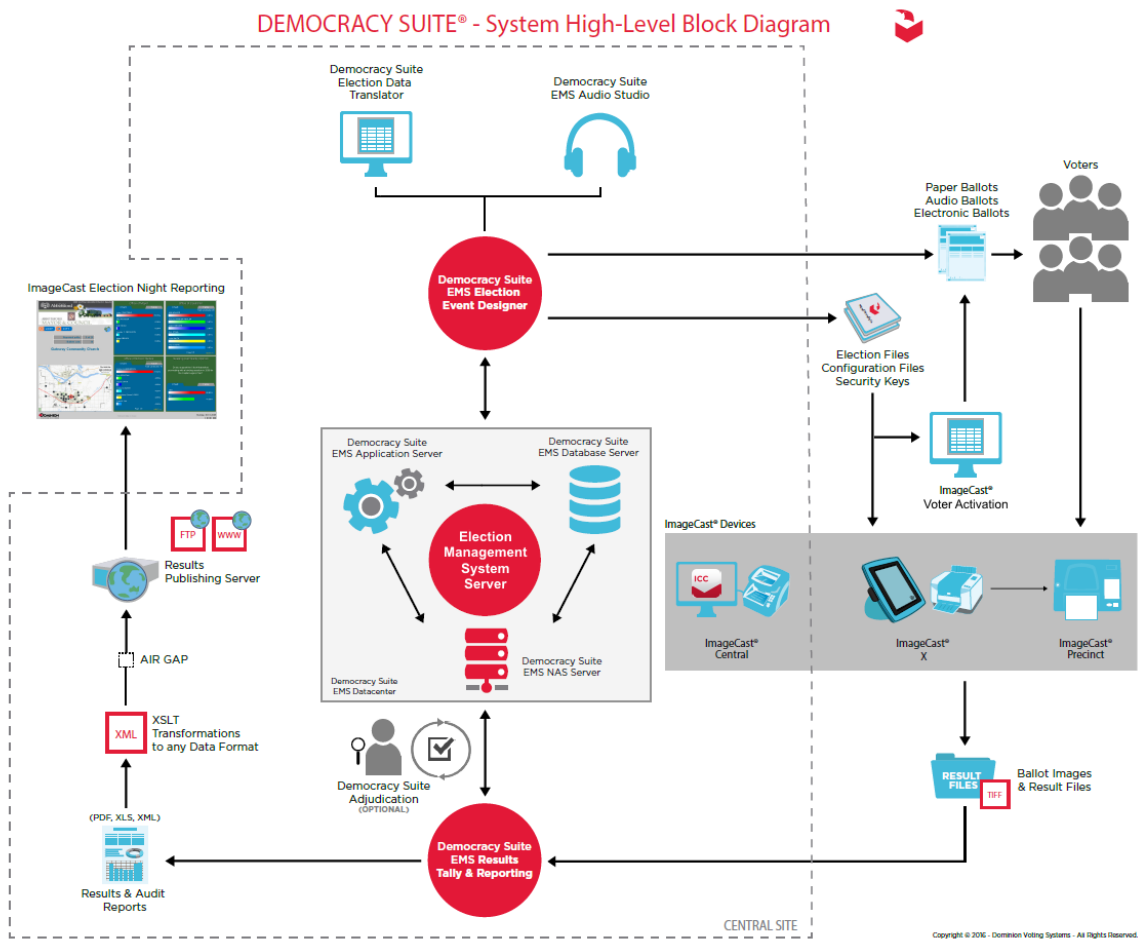 DEMOCRACY SUITE® - System High-Level Block Diagram
Democracy Suite
Election Data
Translator
Democracy Suite
EMS Audio Studio
Voters
Paper Ballots
Audio Ballots
Electronic Ballots
Democracy Suite
EMS Election
Event Designer
ImageCast Election Night Reporting
Election Files
Configuration Files
Security Keys
Democracy Suite
EMS Application Server
Democracy Suite
EMS Database Server
ImageCast®
Voter Activation
Election
Management
System
Server
ImageCast® Devices
FTP
WWW
Results
Publishing Server
ICC
ImageCast®
Central
ImageCast®
X
ImageCast®
Precinct
AIR GAP
Democracy Suite
EMS NAS Server
Democracy Suite
EMS Datacenter
XML
XSLT
Transformations
to any Data Format
Democracy Suite
Adjudication
(OPTIONAL)
RESULT
FILES
TIFF
Ballot Images
& Result Files
(PDF, XLS, XML)
Democracy Suite
EMS Results
Tally & Reporting
Results & Audit
Reports
CENTRAL SITE
Copyright © 2016 - Dominion Voting Systems - All Rights Reserved.